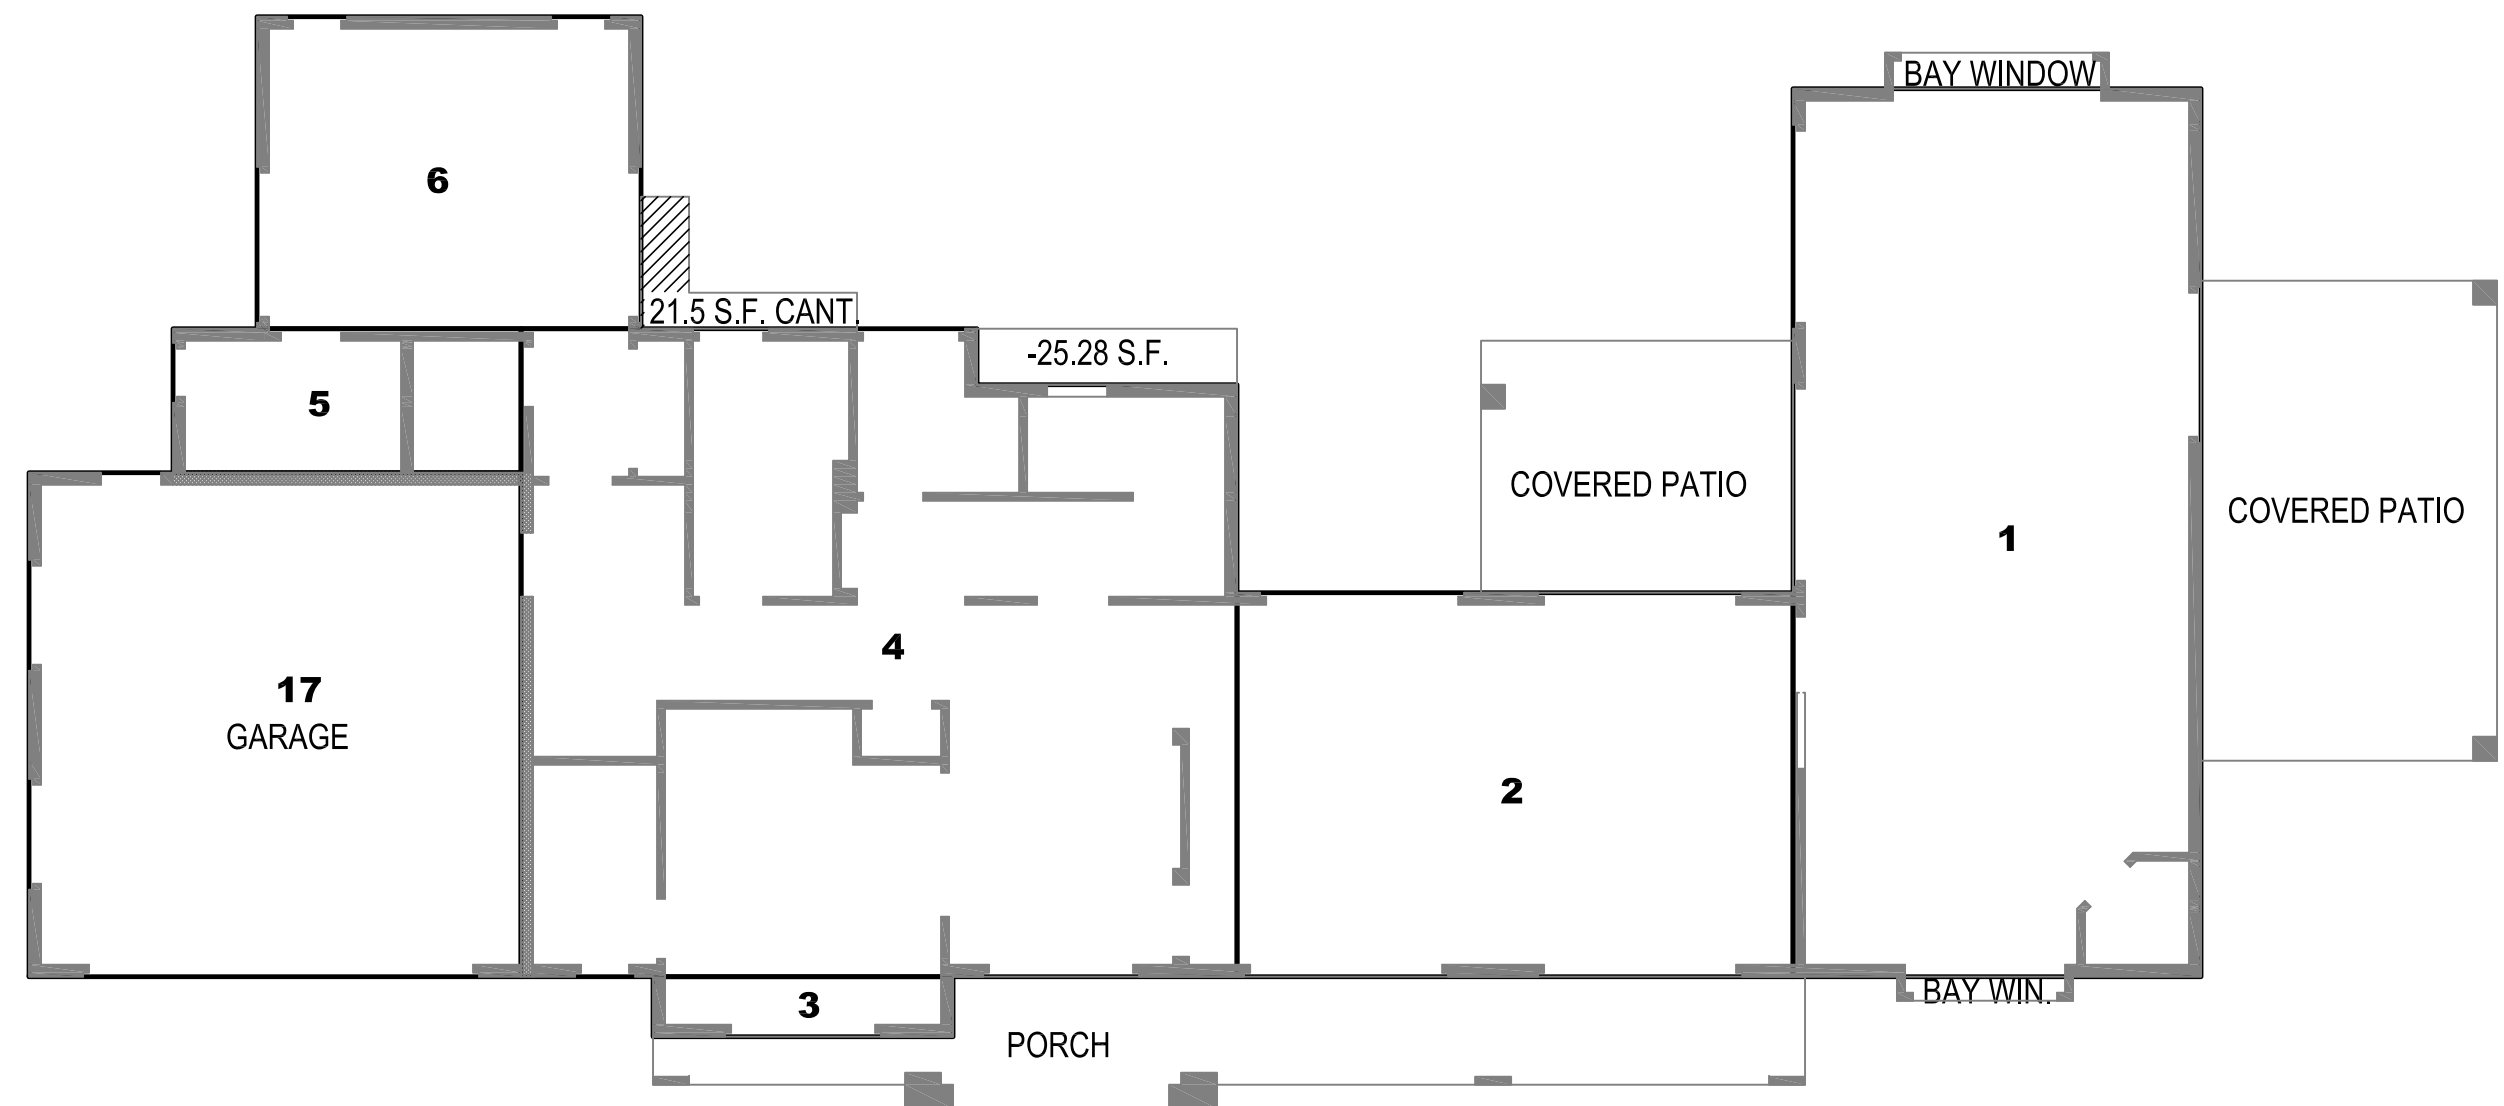 BAY WINDOW
6
21.5 S.F. CANT.
-25.28 S.F.
5
COVERED PATIO
COVERED PATIO
1
4
17
GARAGE
2
3
BAY WIN.
PORCH